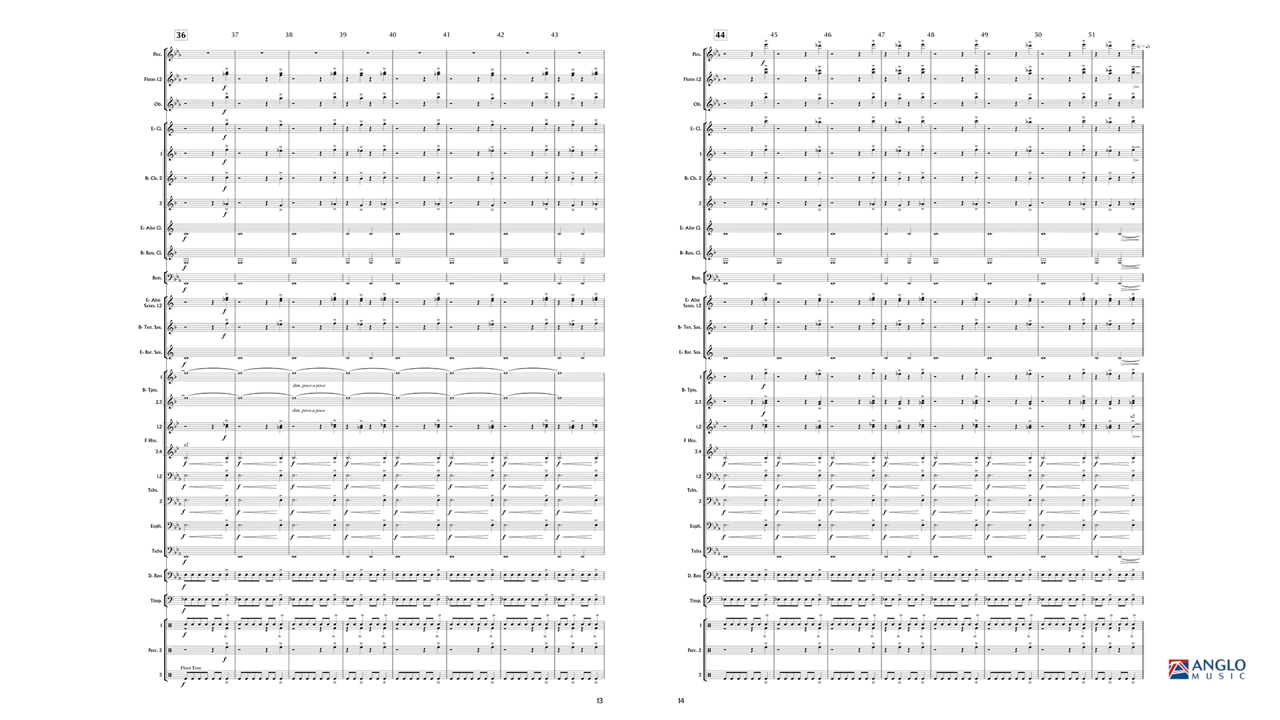 36 37 38 39 40 41 42 43
Picc.
Flutes 1.2
f
Ob.
f
E♭ Cl.
f
1
f
B♭ Cls. 2
f
3
f
E♭ Alto Cl.
f
B♭ Bass Cl.
f
Bsn.
f
E♭ Alto
Saxes. 1.2
f
B♭ Ten. Sax.
f
E♭ Bar. Sax.
f
1
dim. poco a poco
B♭ Tpts.
2.3
dim. poco a poco
1.2
f
F Hns.
a2
3.4
f f f f f f f f
1.2
f f f f f f f f
Trbs.
3
f f f f f f f f
Euph.
f f f f f f f f
Tuba
f
D. Bass
f
Timp.
f
1
f
Perc. 2
f
Floor Tom
3
f
13
44 45 46 47 48 49 50 51
Picc.
f
Flutes 1.2
Ob.
E♭ Cl.
1
B♭ Cls. 2
3
E♭ Alto Cl.
B♭ Bass Cl.
Bsn.
E♭ Alto
Saxes. 1.2
B♭ Ten. Sax.
E♭ Bar. Sax.
1
f
B♭ Tpts.
2.3
f
a2
1.2
F Hns.
3.4
f f f f f f f f
1.2
f f f f f f f f
Trbs.
3
f f f f f f f f
Euph.
f f f f f f f f
Tuba
D. Bass
Timp.
1
Perc. 2
3
14
ANGLO
MUSIC